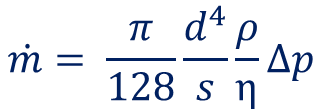 ṁ = π/128 d⁴/s ρ/η Δp